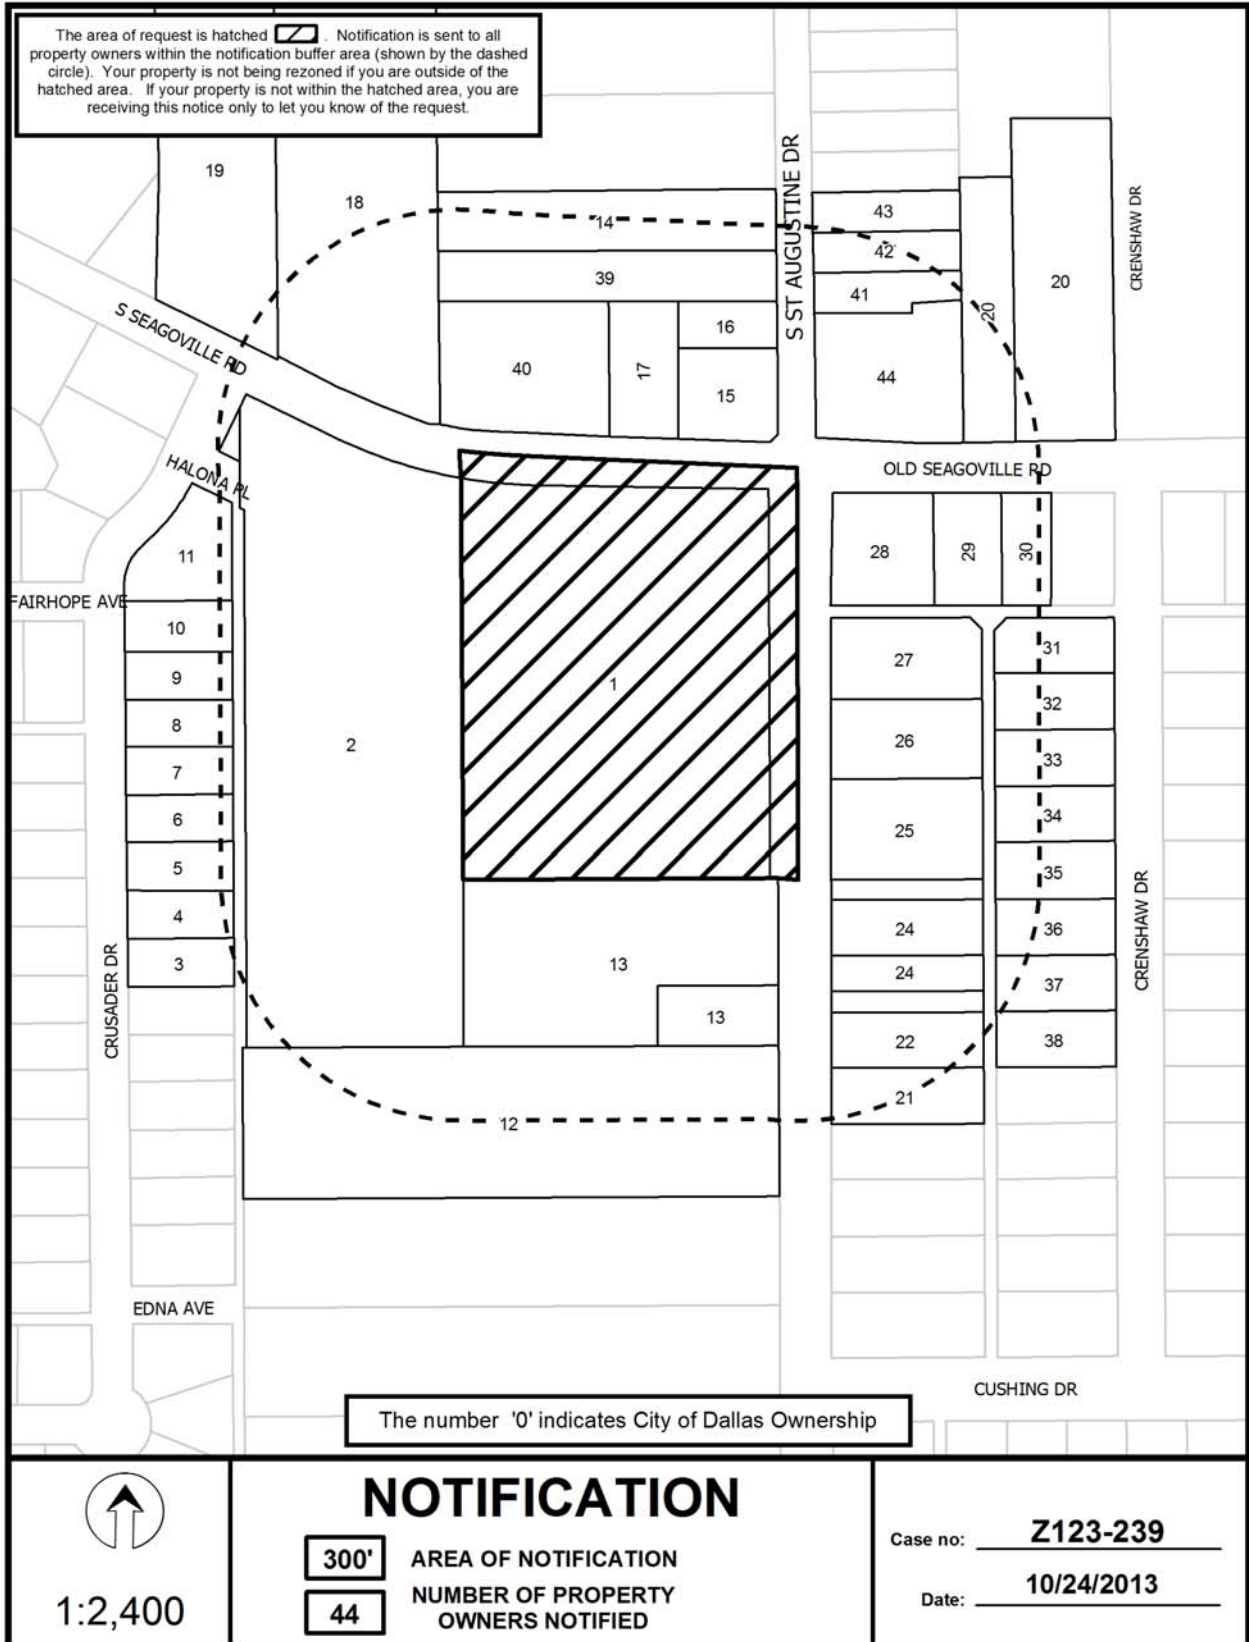 The area of request is hatched . Notification is sent to all
property owners within the notification buffer area (shown by the dashed
circle). Your property is not being rezoned if you are outside of the
hatched area. If your property is not within the hatched area, you are
receiving this notice only to let you know of the request.
19
18
14
43
42
39
41
20
20
16
40
17
15
44
S ST AUGUSTINE DR
CRENSHAW DR
S SEAGOVILLE RD
HALONA PL
OLD SEAGOVILLE RD
11
28
29
30
FAIRHOPE AVE
10
9
8
7
6
5
4
3
2
1
27
26
25
24
24
22
21
31
32
33
34
35
36
37
38
CRUSADER DR
CRENSHAW DR
13
13
12
EDNA AVE
CUSHING DR
The number '0' indicates City of Dallas Ownership
1:2,400
NOTIFICATION
300' AREA OF NOTIFICATION
44 NUMBER OF PROPERTY
OWNERS NOTIFIED
Case no: Z123-239
Date: 10/24/2013